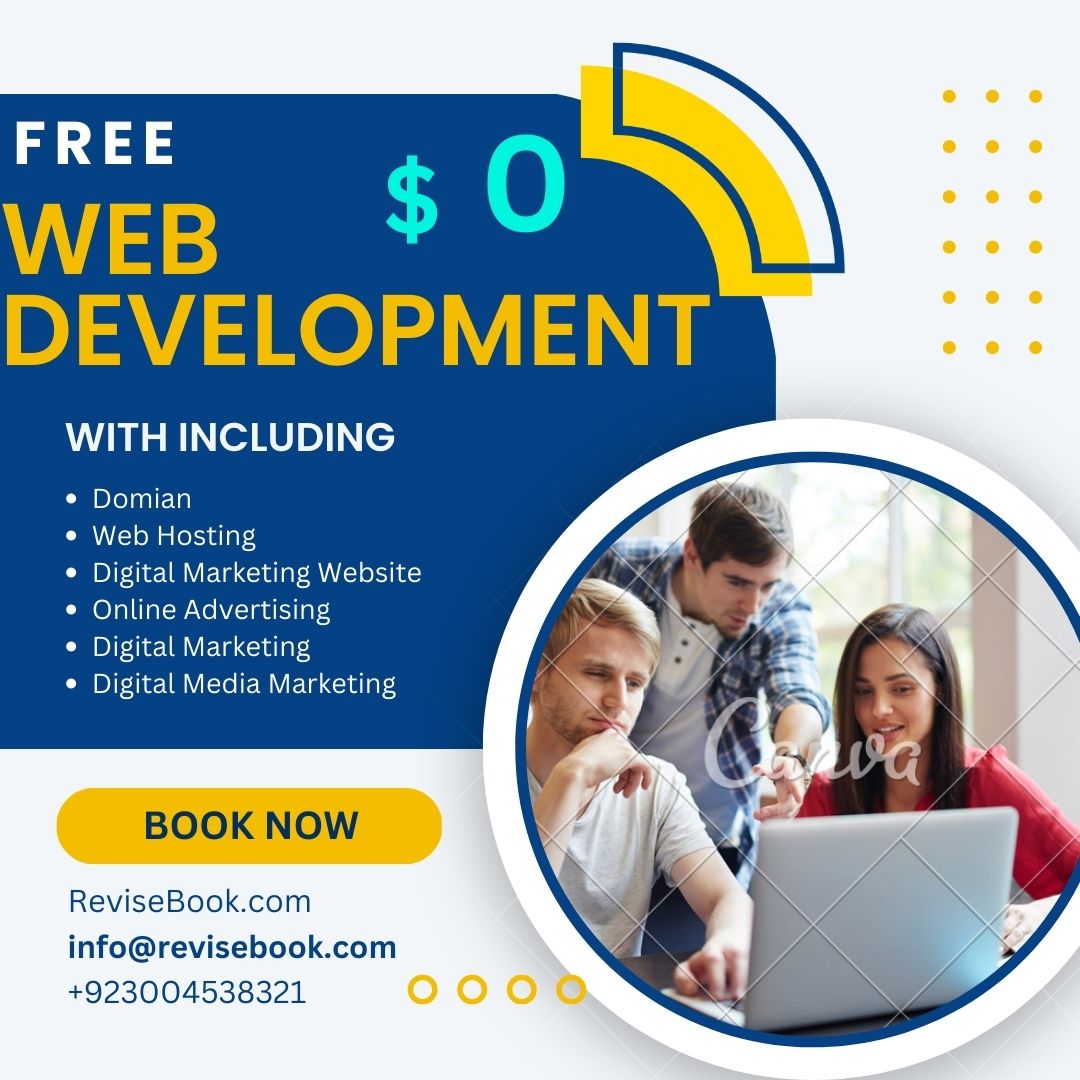 FREE
$ 0
WEB
DEVELOPMENT
WITH INCLUDING
Domian
Web Hosting
Digital Marketing Website
Online Advertising
Digital Marketing
Digital Media Marketing
Canva
BOOK NOW
ReviseBook.com
info@revisebook.com
+923004538321